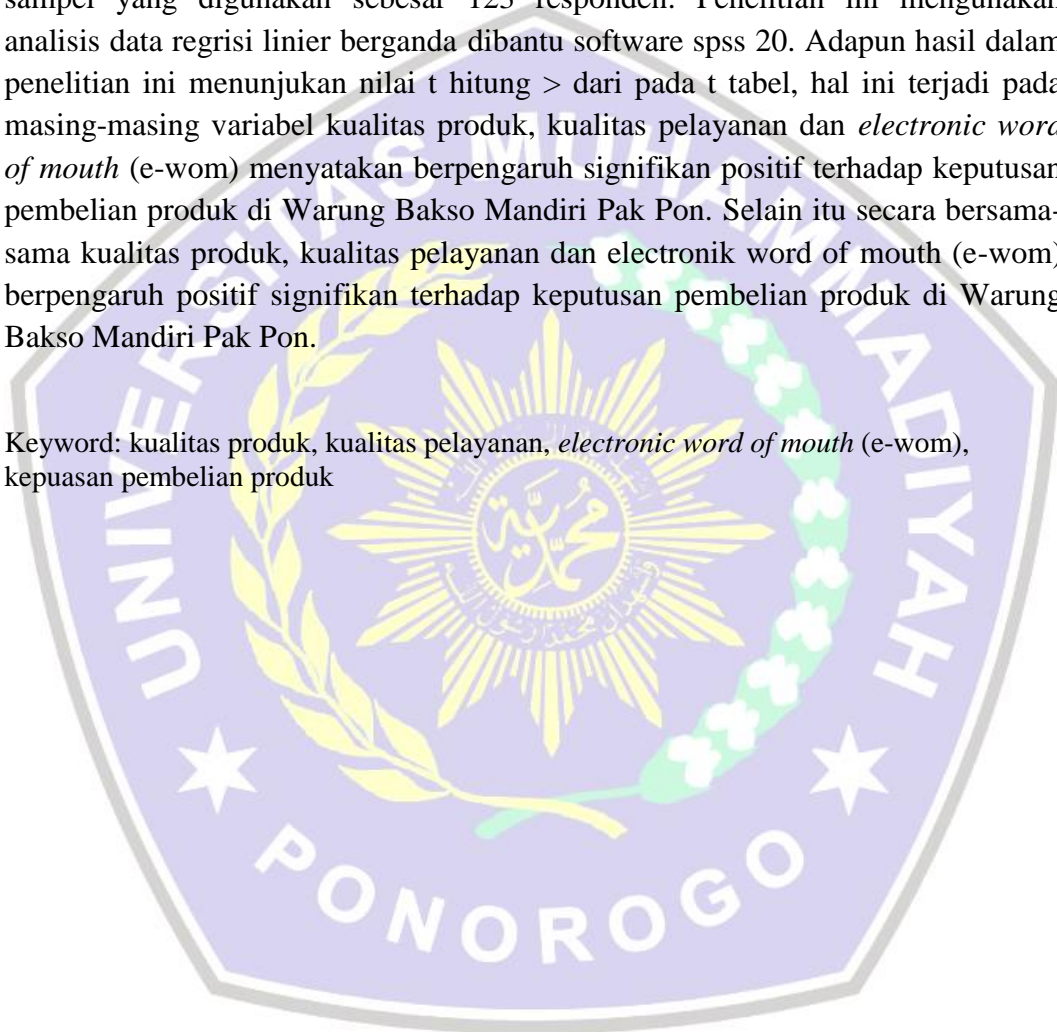 yang digunakan sebesar 123 responden. Penelitian ini mengunakan
analisis data regrisi linier berganda dibantu software spss 20. Adapun hasil dalam
penelitian ini menunjukan nilai t hitung > dari pada t tabel, hal ini terjadi pada
masing-masing variabel kualitas produk, kualitas pelayanan dan electronic word
of mouth (e-wom) menyatakan berpengaruh signifikan positif terhadap keputusan
pembelian produk di Warung Bakso Mandiri Pak Pon. Selain itu secara bersama-
sama kualitas produk, kualitas pelayanan dan electronik word of mouth (e-wom)
berpengaruh positif signifikan terhadap keputusan pembelian produk di Warung
Bakso Mandiri Pak Pon.
Keyword: kualitas produk, kualitas pelayanan, electronic word of mouth (e-wom),
kepuasan pembelian produk
UNIVERSITAS MUHAMMADIYAH
محمدية
PONOROGO